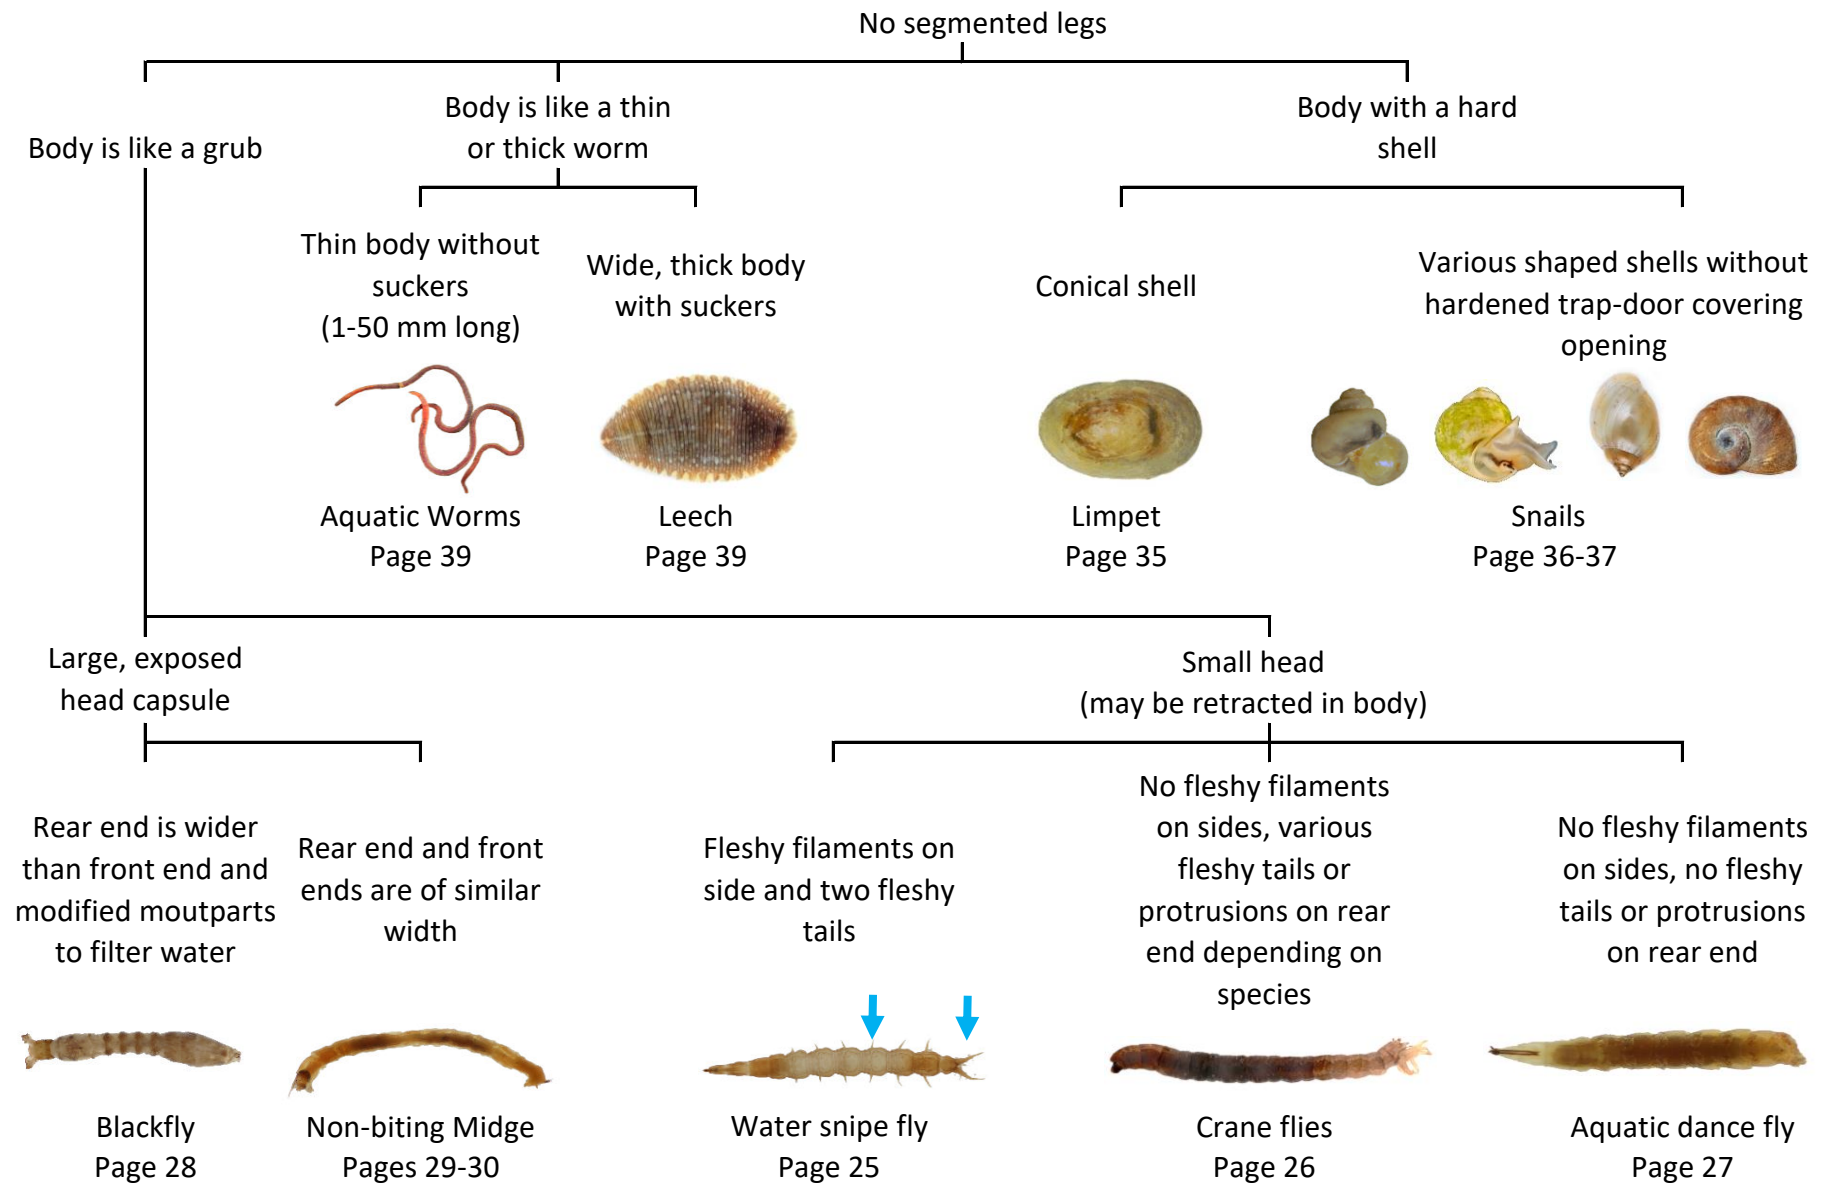 No segmented legs
Body is like a grub
Body is like a thin
or thick worm
Body with a hard
shell
Thin body without
suckers
(1-50 mm long)
Wide, thick body
with suckers
Conical shell
Various shaped shells without
hardened trap-door covering
opening
Aquatic Worms
Page 39
Leech
Page 39
Limpet
Page 35
Snails
Page 36-37
Large, exposed
head capsule
Small head
(may be retracted in body)
Rear end is wider
than front end and
modified moutparts
to filter water
Rear end and front
ends are of similar
width
Fleshy filaments on
side and two fleshy
tails
No fleshy filaments
on sides, various
fleshy tails or
protrusions on rear
end depending on
species
No fleshy filaments
on sides, no fleshy
tails or protrusions
on rear end
Blackfly
Page 28
Non-biting Midge
Pages 29-30
Water snipe fly
Page 25
Crane flies
Page 26
Aquatic dance fly
Page 27